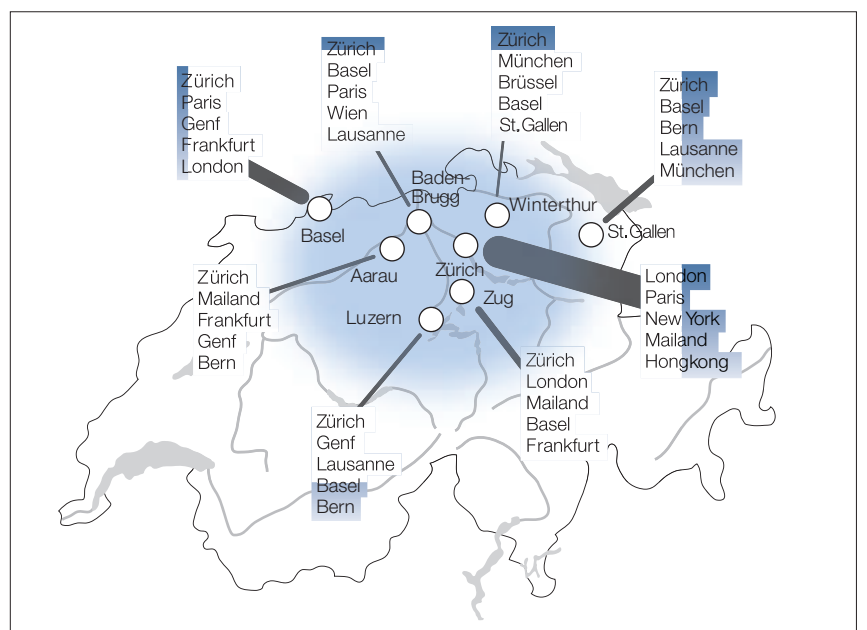 Zürich
Paris
Genf
Frankfurt
London
Zürich
Basel
Paris
Wien
Lausanne
Zürich
München
Brüssel
Basel
St.Gallen
Zürich
Basel
Bern
Lausanne
München
Baden-
Brugg
Winterthur
Basel
St.Gallen
Aarau
Zürich
Zug
Luzern
Zürich
Mailand
Frankfurt
Genf
Bern
London
Paris
New York
Mailand
Hongkong
Zürich
London
Mailand
Basel
Frankfurt
Zürich
Genf
Lausanne
Basel
Bern